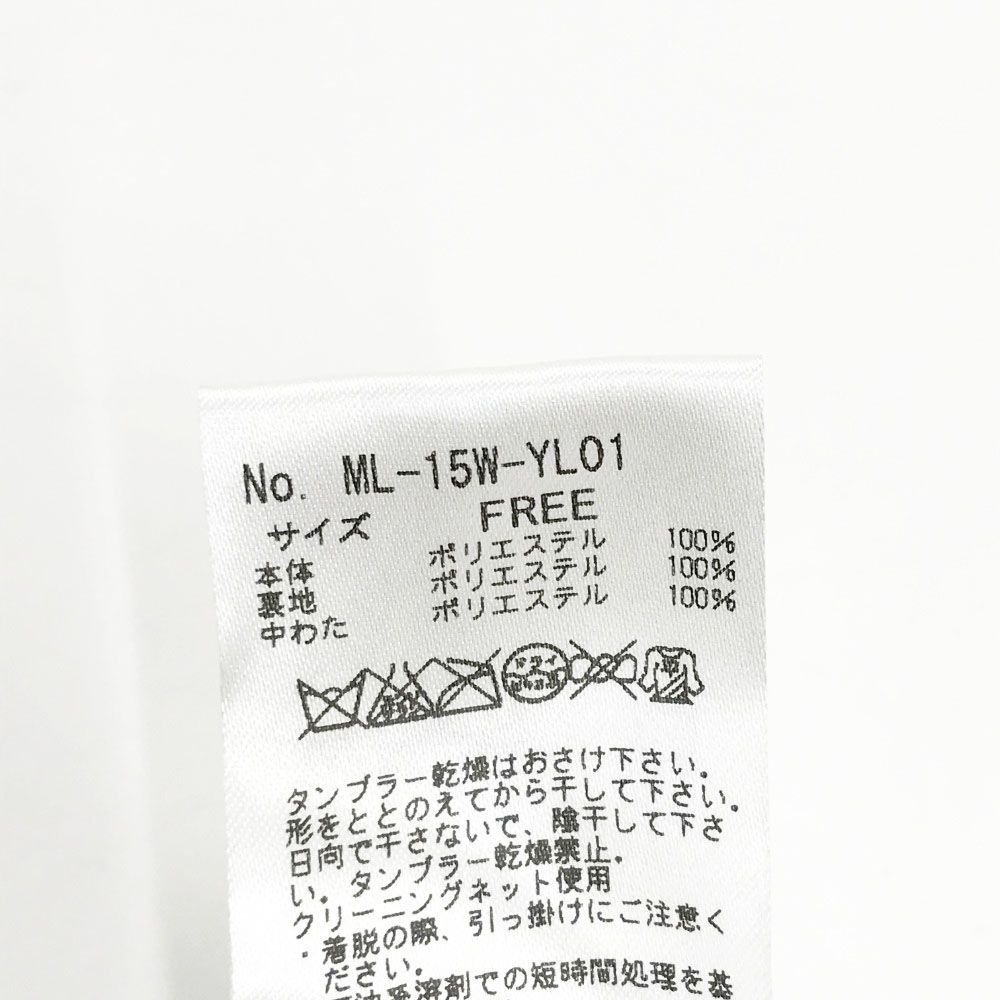 No. ML-15W-YL01
サイズ FREE
本体 ポリエステル 100%
裏地 ポリエステル 100%
中わた ポリエステル 100%
タンブラー乾燥はおさけ下さい。
形をととのえてから干して下さい。
日向で干さないで、陰干して下さ
い。タンブラー乾燥禁止。
クリーニングネット使用
・着脱の際、引っ掛けにご注意く
ださい。
溶剤での短時間処理を